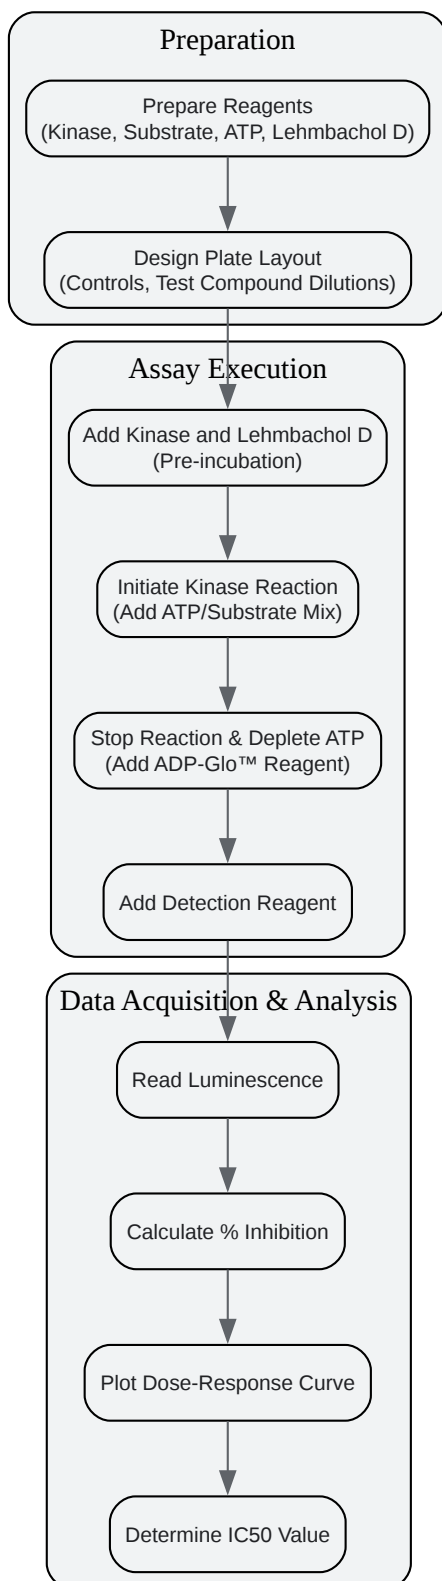 Preparation
Prepare Reagents
(Kinase, Substrate, ATP, Lehmbachol D)
Design Plate Layout
(Controls, Test Compound Dilutions)
Assay Execution
Add Kinase and Lehmbachol D
(Pre-incubation)
Initiate Kinase Reaction
(Add ATP/Substrate Mix)
Stop Reaction & Deplete ATP
(Add ADP-Glo™ Reagent)
Add Detection Reagent
Data Acquisition & Analysis
Read Luminescence
Calculate % Inhibition
Plot Dose-Response Curve
Determine IC50 Value